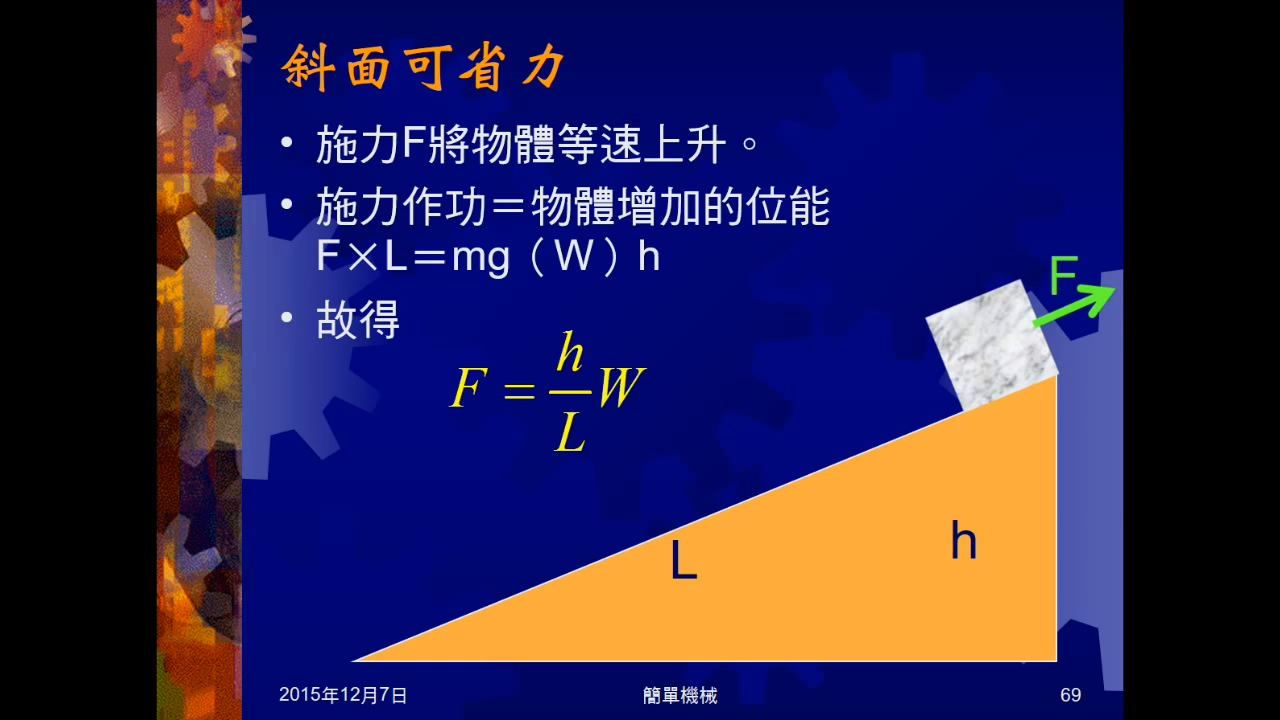 斜面可省力
• 施力F將物體等速上升。
• 施力作功＝物體增加的位能
F×L＝mg（W）h
• 故得
F = h/L W
F
L
h
2015年12月7日
簡單機械
69